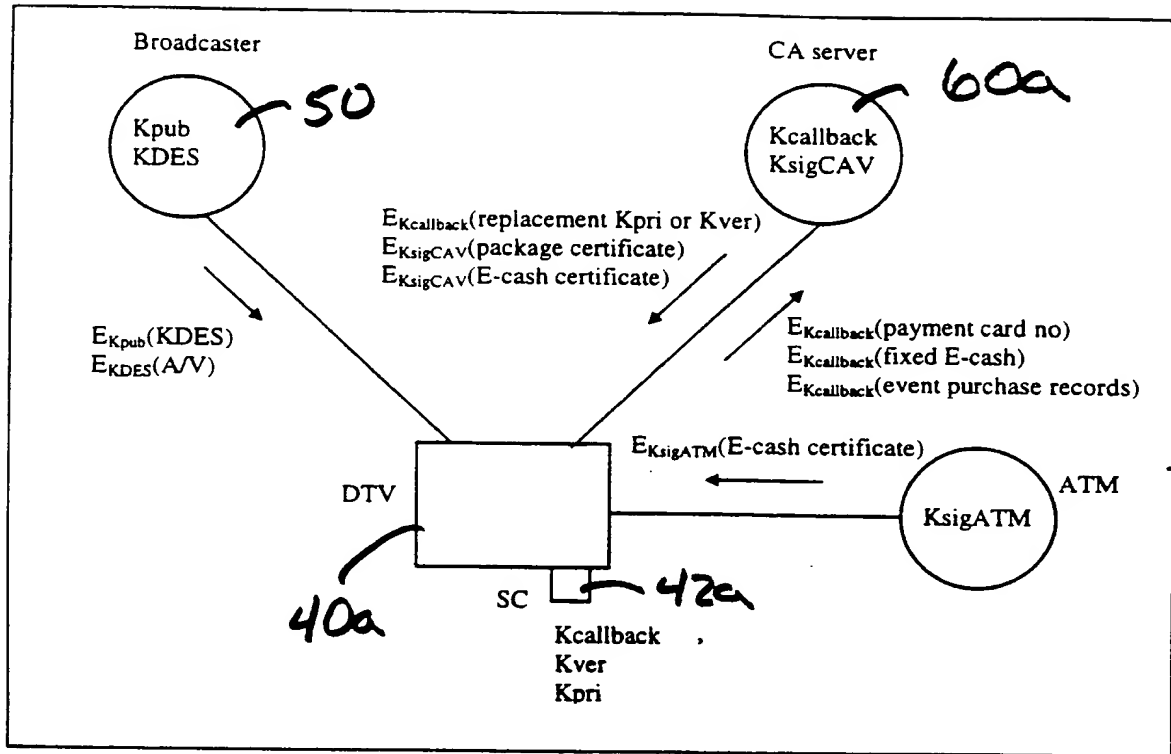 Broadcaster
50
Kpub
KDES
CA server
60a
Kcallback
KsigCAV
EKcallback(replacement Kpri or Kver)
EKsigCAV(package certificate)
EKsigCAV(E-cash certificate)
EKpub(KDES)
EKDES(A/V)
EKcallback(payment card no)
EKcallback(fixed E-cash)
EKcallback(event purchase records)
EKsigATM(E-cash certificate)
ATM
KsigATM
DTV
40a
SC
42a
Kcallback
Kver
Kpri